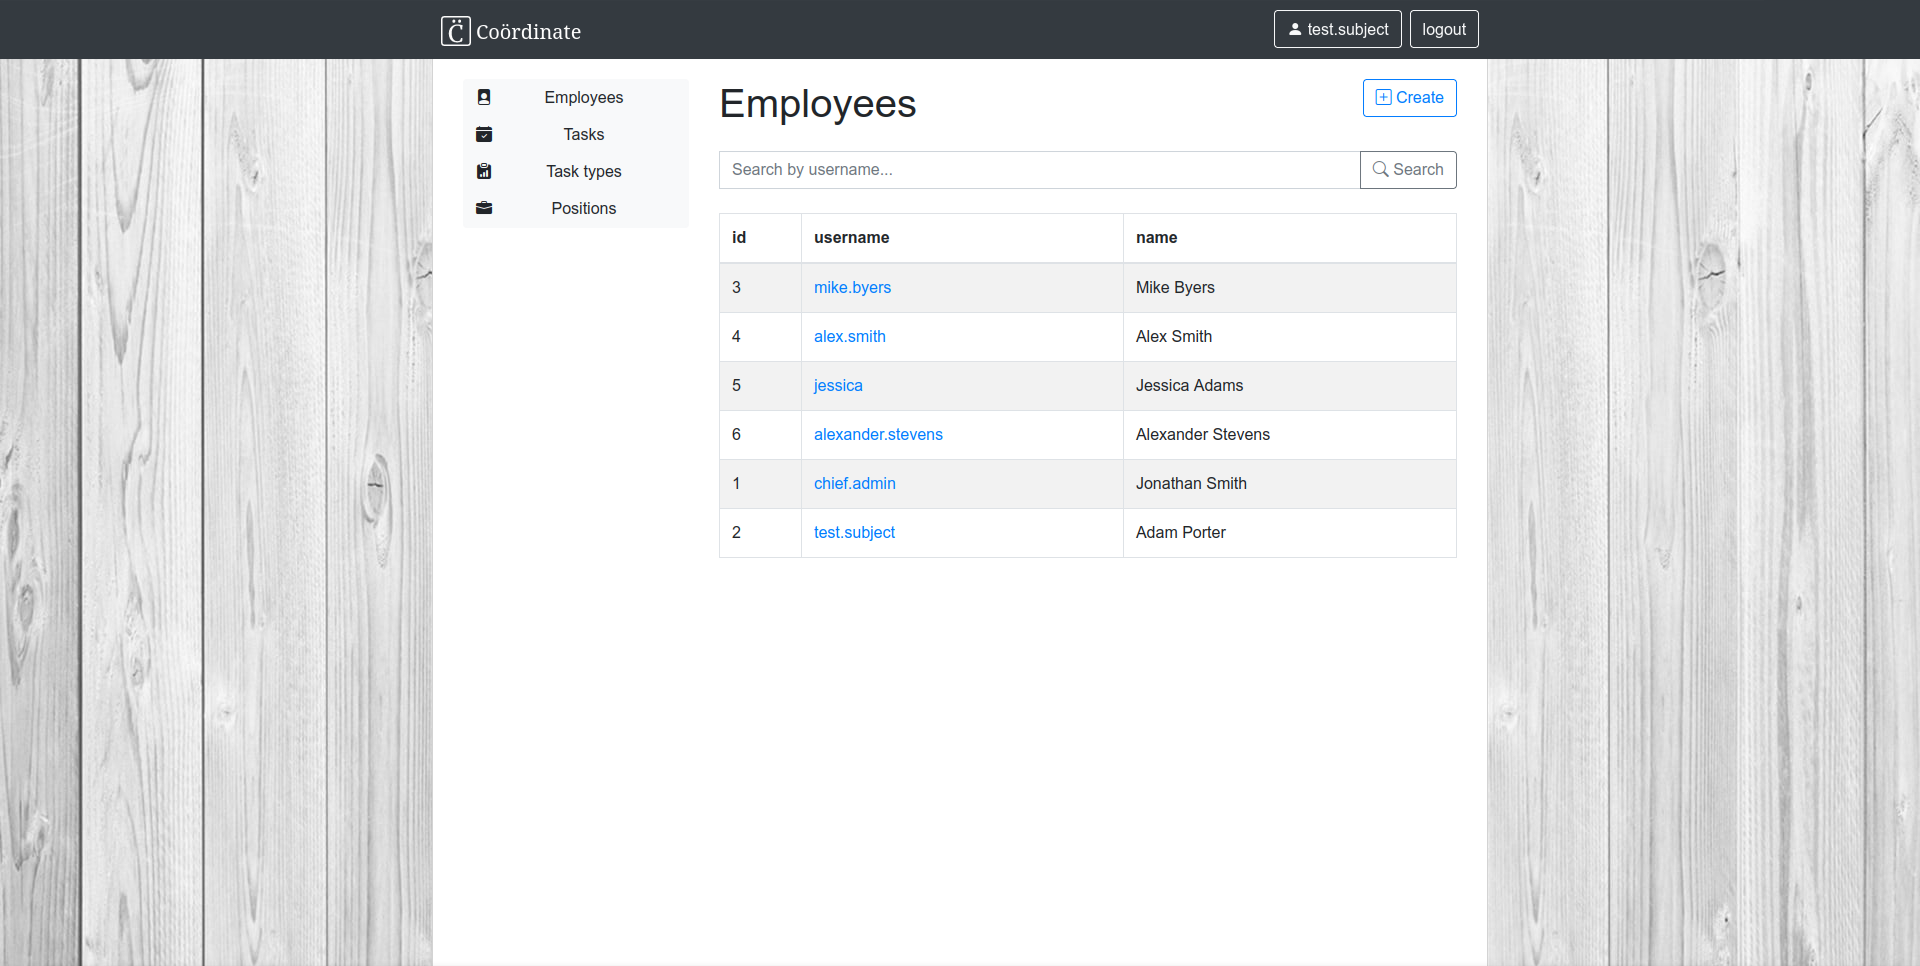 C̈ Coördinate
test.subject
logout
Employees
Tasks
Task types
Positions
Employees
Create
Search by username...
Search
id username name
3 mike.byers Mike Byers
4 alex.smith Alex Smith
5 jessica Jessica Adams
6 alexander.stevens Alexander Stevens
1 chief.admin Jonathan Smith
2 test.subject Adam Porter